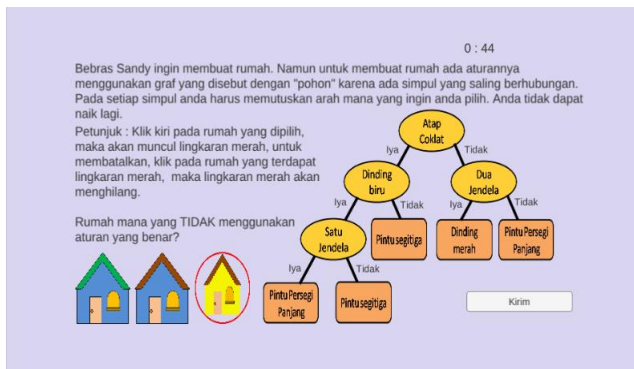 0 : 44
Bebras Sandy ingin membuat rumah. Namun untuk membuat rumah ada aturannya
menggunakan graf yang disebut dengan "pohon" karena ada simpul yang saling berhubungan.
Pada setiap simpul anda harus memutuskan arah mana yang ingin anda pilih. Anda tidak dapat
naik lagi.
Petunjuk : Klik kiri pada rumah yang dipilih,
maka akan muncul lingkaran merah, untuk
membatalkan, klik pada rumah yang terdapat
lingkaran merah, maka lingkaran merah akan
menghilang.
Rumah mana yang TIDAK menggunakan
aturan yang benar?
Atap
Coklat
Iya
Tidak
Dinding
biru
Dua
Jendela
Iya
Tidak
Iya
Tidak
Satu
Jendela
Pintu segitiga
Dinding
merah
Pintu Persegi
Panjang
Iya
Tidak
Pintu Persegi
Panjang
Pintu segitiga
Kirim